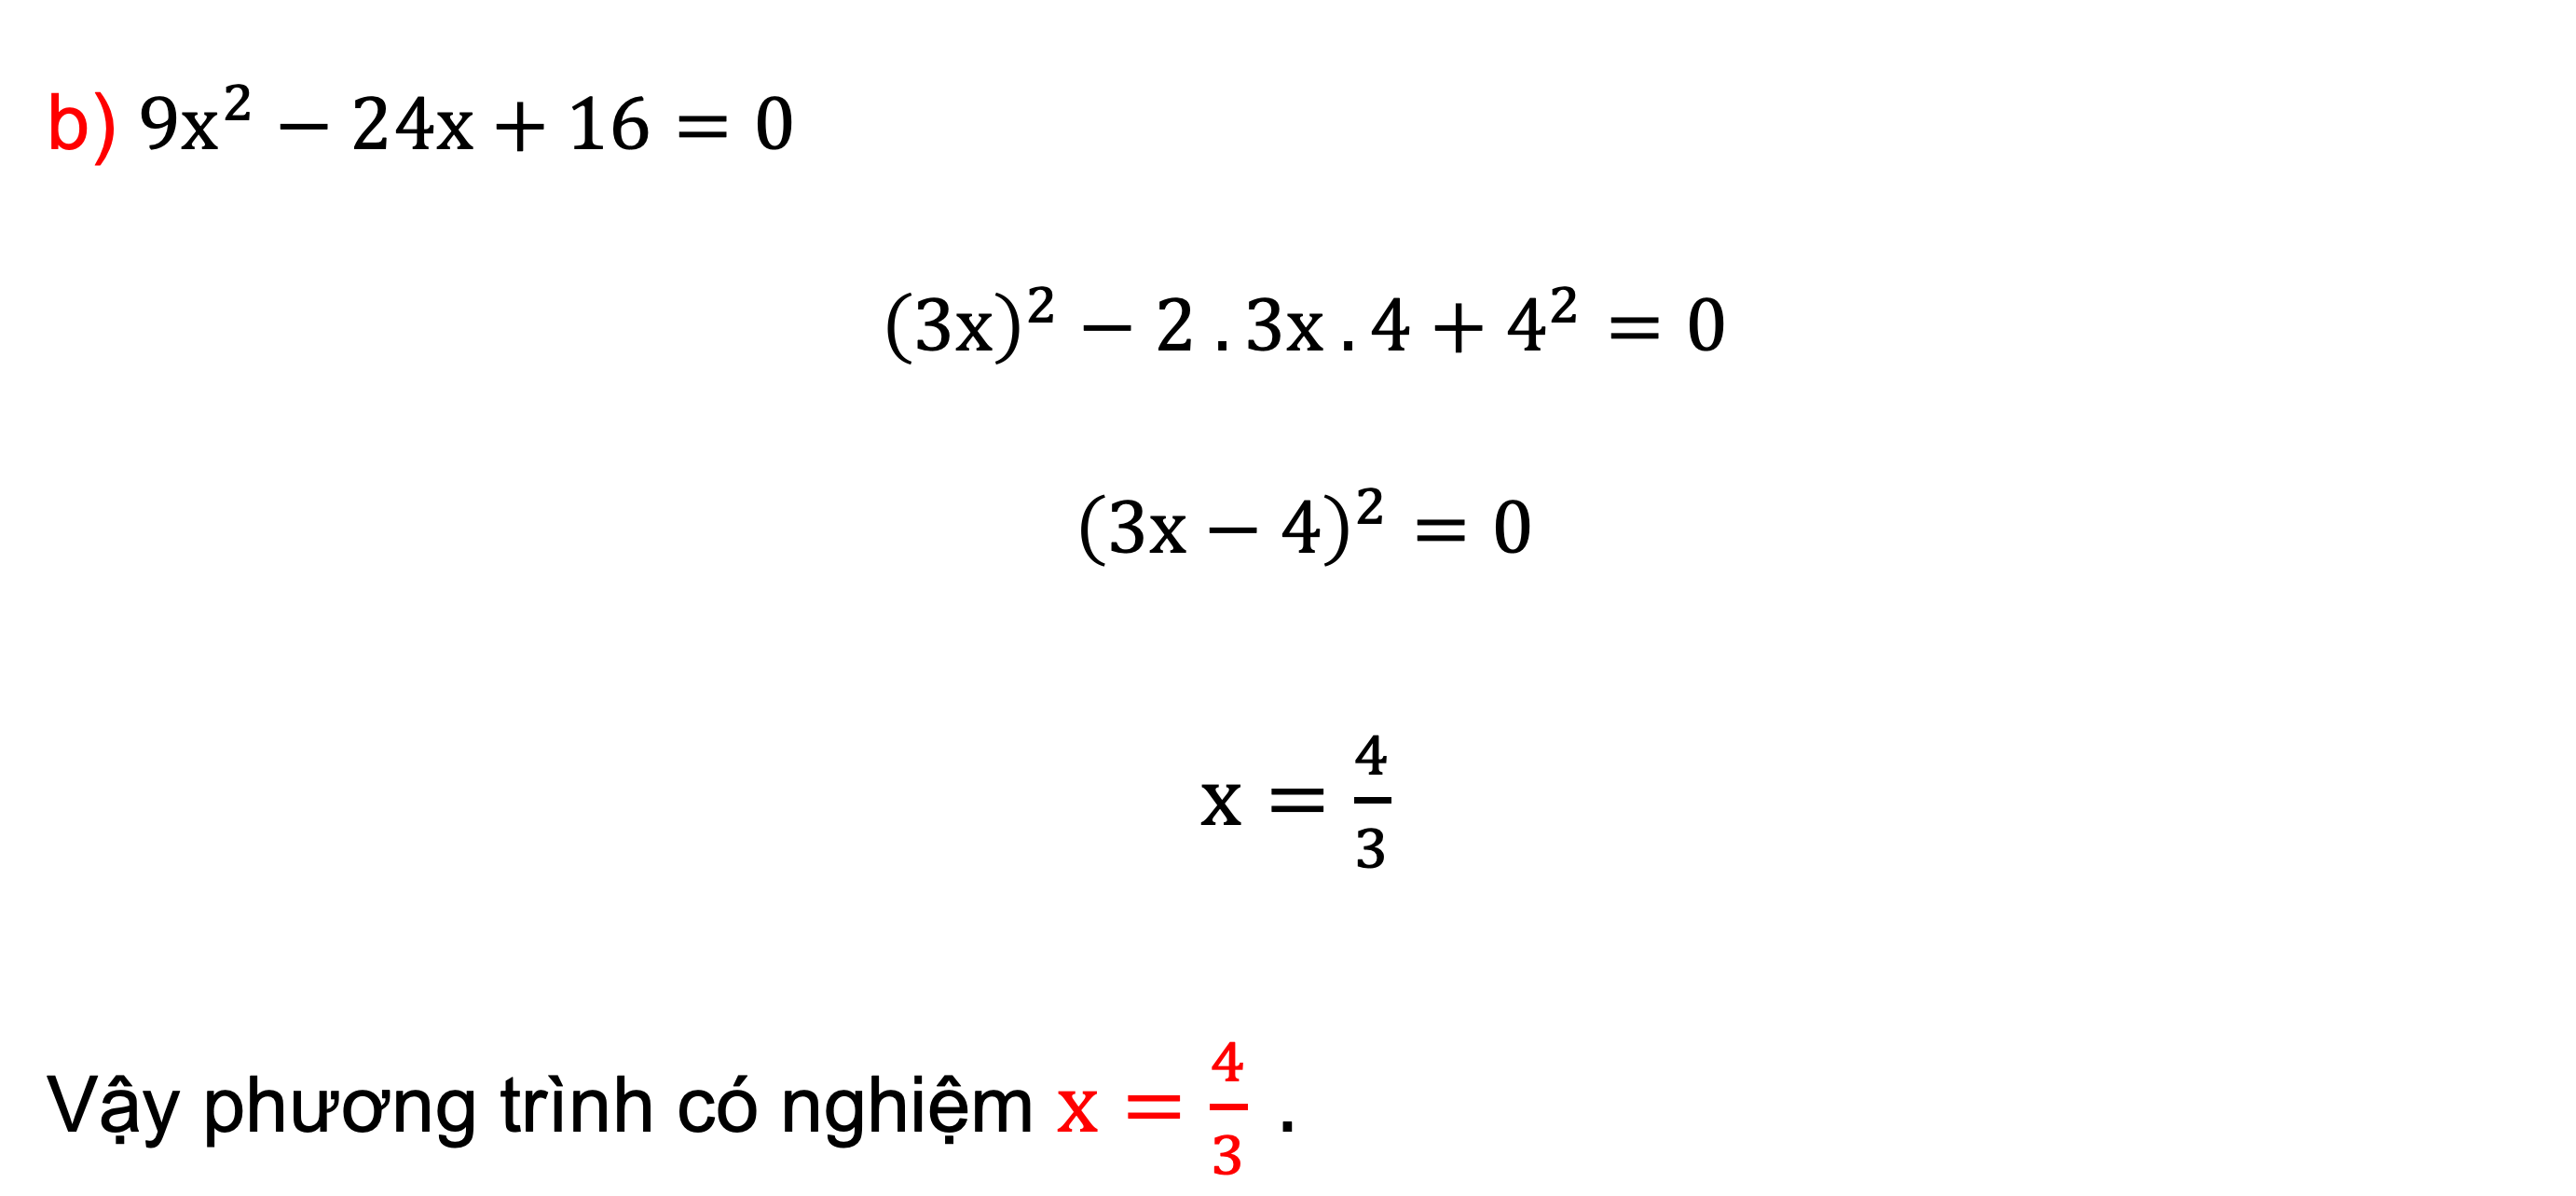 b) 9x² − 24x + 16 = 0
(3x)² − 2 . 3x . 4 + 4² = 0
(3x − 4)² = 0
x = 4/3
Vậy phương trình có nghiệm x = 4/3 .